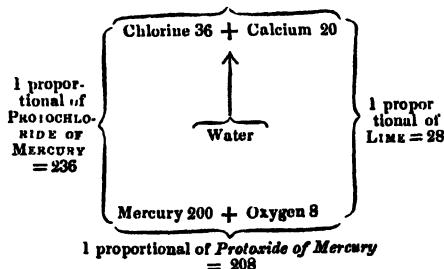 Chlorine 36 + Calcium 20
1 propor-
tional of
PROTOCHLO-
RIDE OF
MERCURY
= 236
Water
1 propor
tional of
LIME = 28
Mercury 200 + Oxygen 8
1 proportional of Protoxide of Mercury
= 208